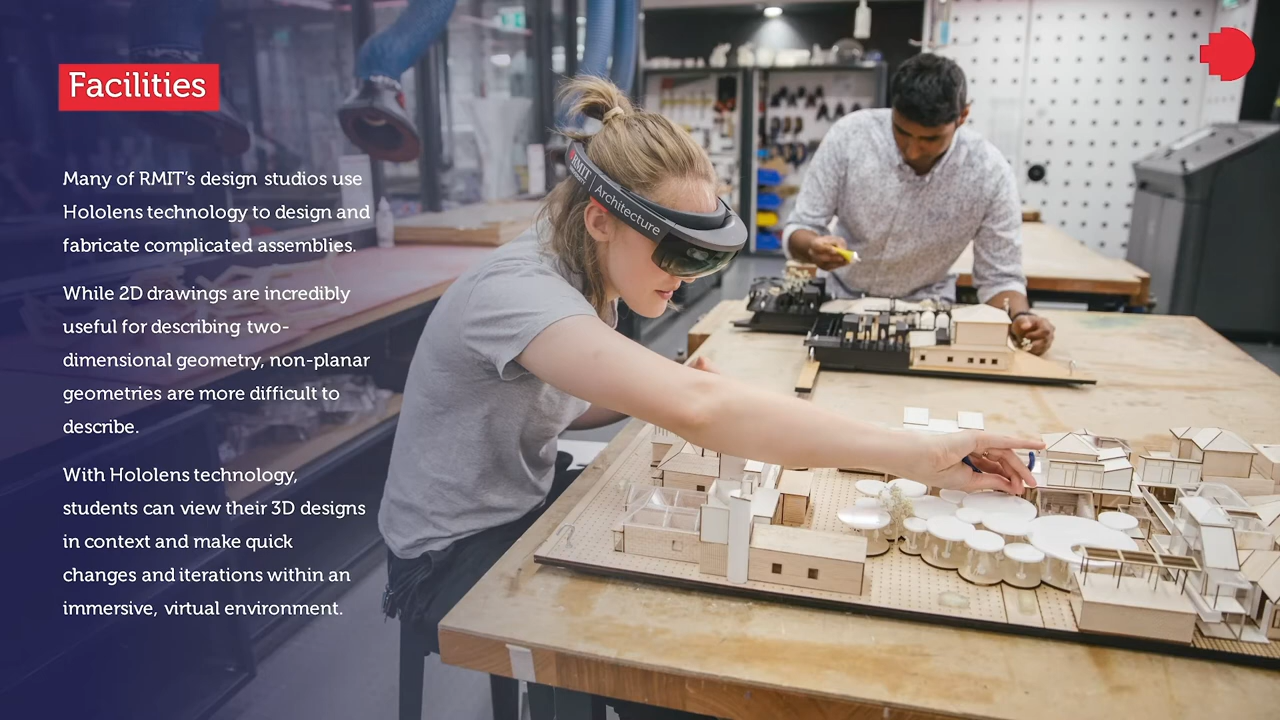 Facilities
Many of RMIT's design studios use
Hololens technology to design and
fabricate complicated assemblies.
While 2D drawings are incredibly
useful for describing two-
dimensional geometry, non-planar
geometries are more difficult to
describe.
With Hololens technology,
students can view their 3D designs
in context and make quick
changes and iterations within an
immersive, virtual environment.
RMIT | Architecture